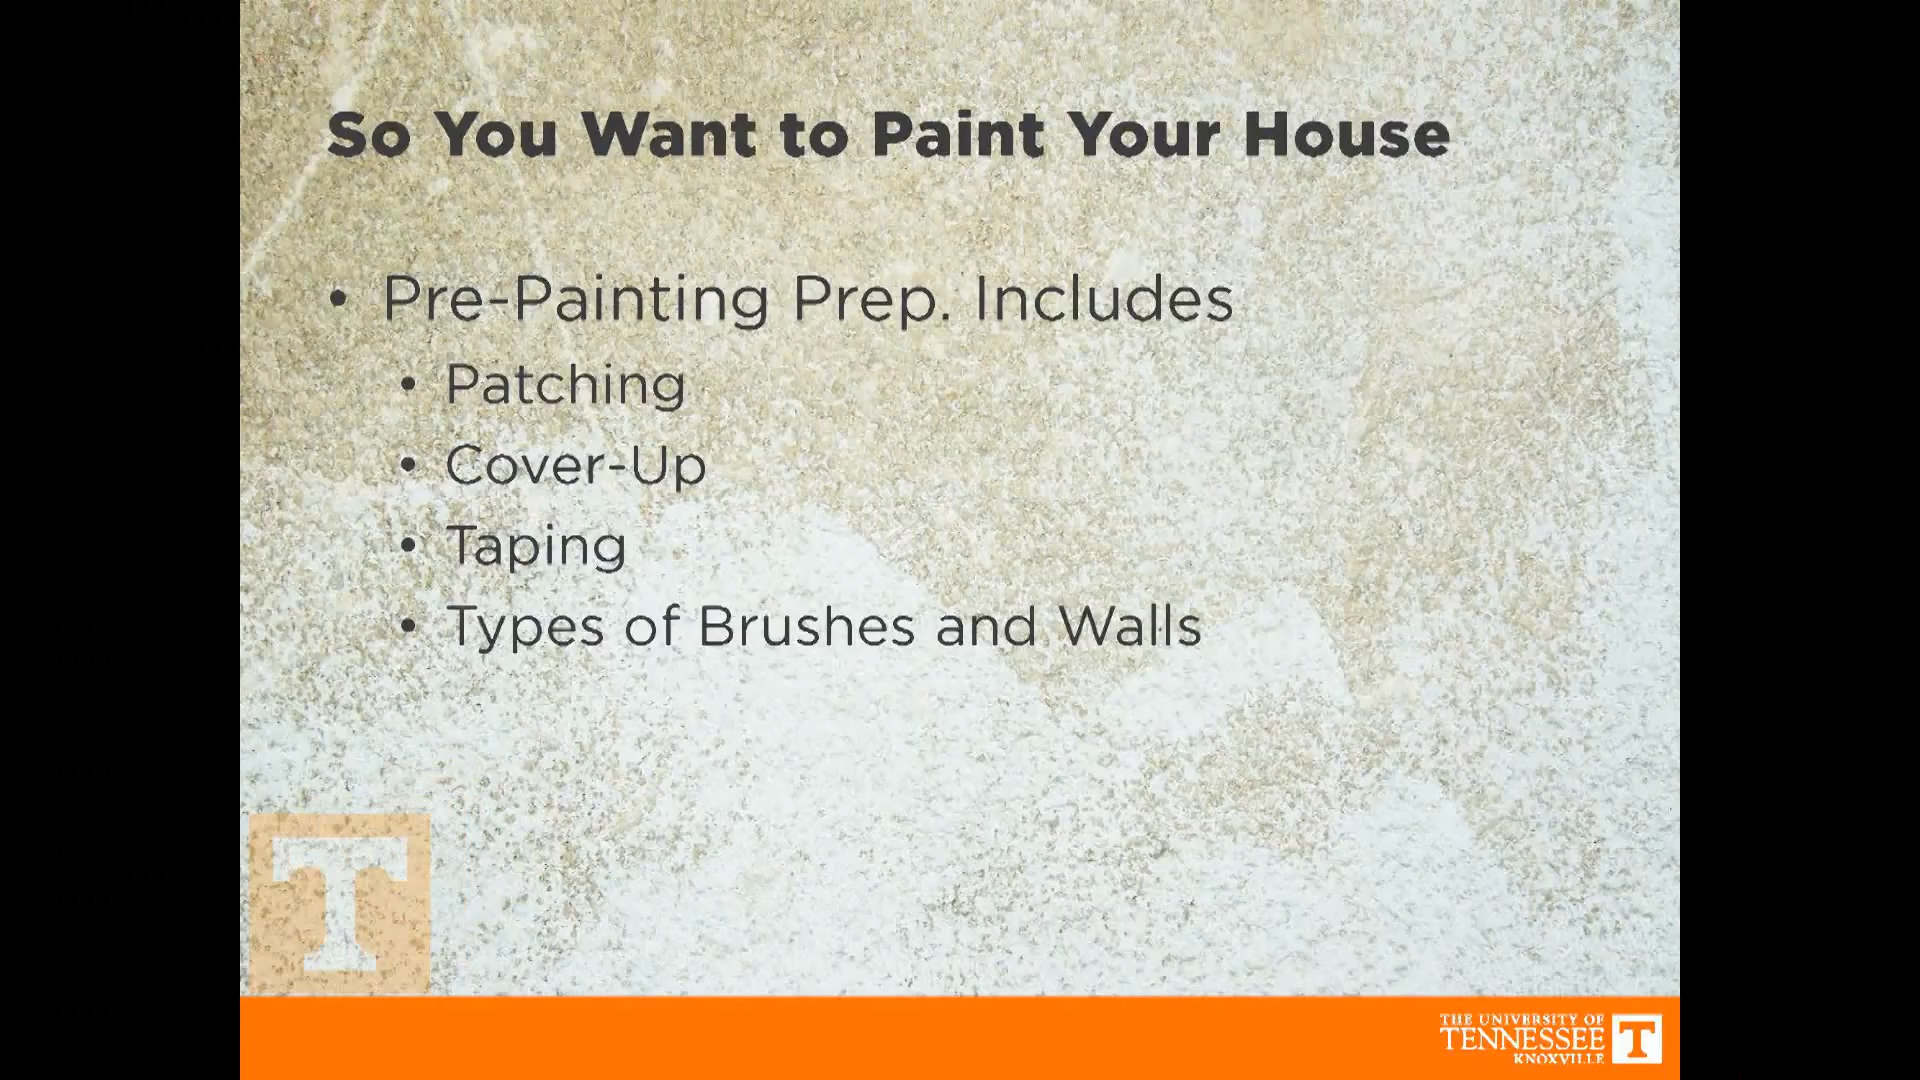 So You Want to Paint Your House
• Pre-Painting Prep. Includes
• Patching
• Cover-Up
• Taping
• Types of Brushes and Walls
T
THE UNIVERSITY OF
TENNESSEE
KNOXVILLE
T